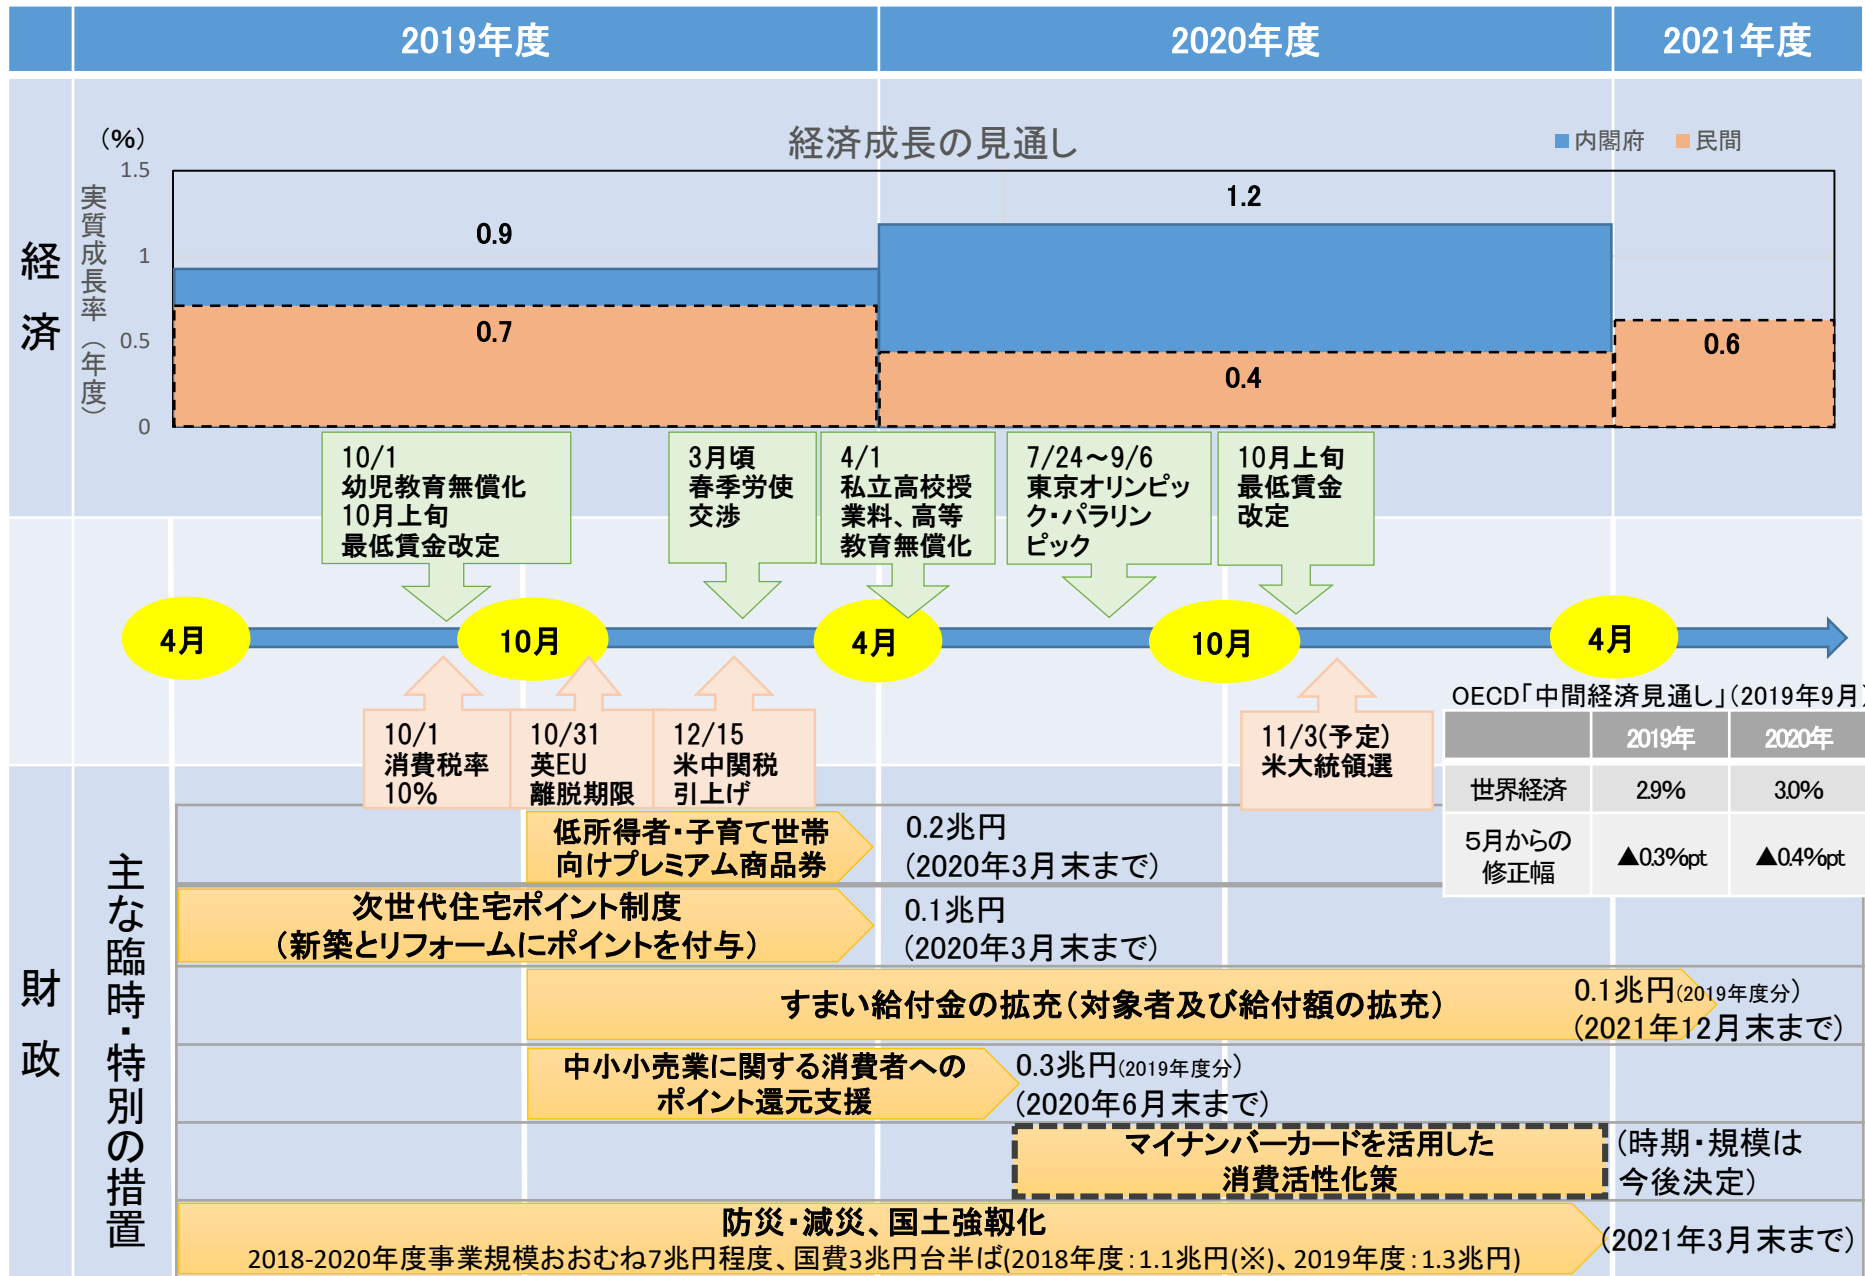 2019年度
2020年度
2021年度
経済
(%)
経済成長の見通し
内閣府
民間
実質成長率（年度）
1.5
1
0.5
0
0.9
0.7
1.2
0.4
0.6
10/1
幼児教育無償化
10月上旬
最低賃金改定
3月頃
春季労使
交渉
4/1
私立高校授
業料、高等
教育無償化
7/24～9/6
東京オリンピッ
ク・パラリン
ピック
10月上旬
最低賃金
改定
4月
10月
4月
10月
4月
10/1
消費税率
10%
10/31
英EU
離脱期限
12/15
米中関税
引上げ
11/3(予定)
米大統領選
OECD「中間経済見通し」（2019年9月）
2019年
2020年
世界経済
2.9%
3.0%
5月からの
修正幅
▲0.3%pt
▲0.4%pt
財政
主な臨時・特別の措置
低所得者・子育て世帯
向けプレミアム商品券
0.2兆円
（2020年3月末まで）
次世代住宅ポイント制度
（新築とリフォームにポイントを付与）
0.1兆円
（2020年3月末まで）
すまい給付金の拡充（対象者及び給付額の拡充）
0.1兆円（2019年度分）
（2021年12月末まで）
中小小売業に関する消費者への
ポイント還元支援
0.3兆円（2019年度分）
（2020年6月末まで）
マイナンバーカードを活用した
消費活性化策
（時期・規模は
今後決定）
防災・減災、国土強靱化
2018-2020年度事業規模おおむね7兆円程度、国費3兆円台半ば(2018年度：1.1兆円(※)、2019年度：1.3兆円)
（2021年3月末まで）